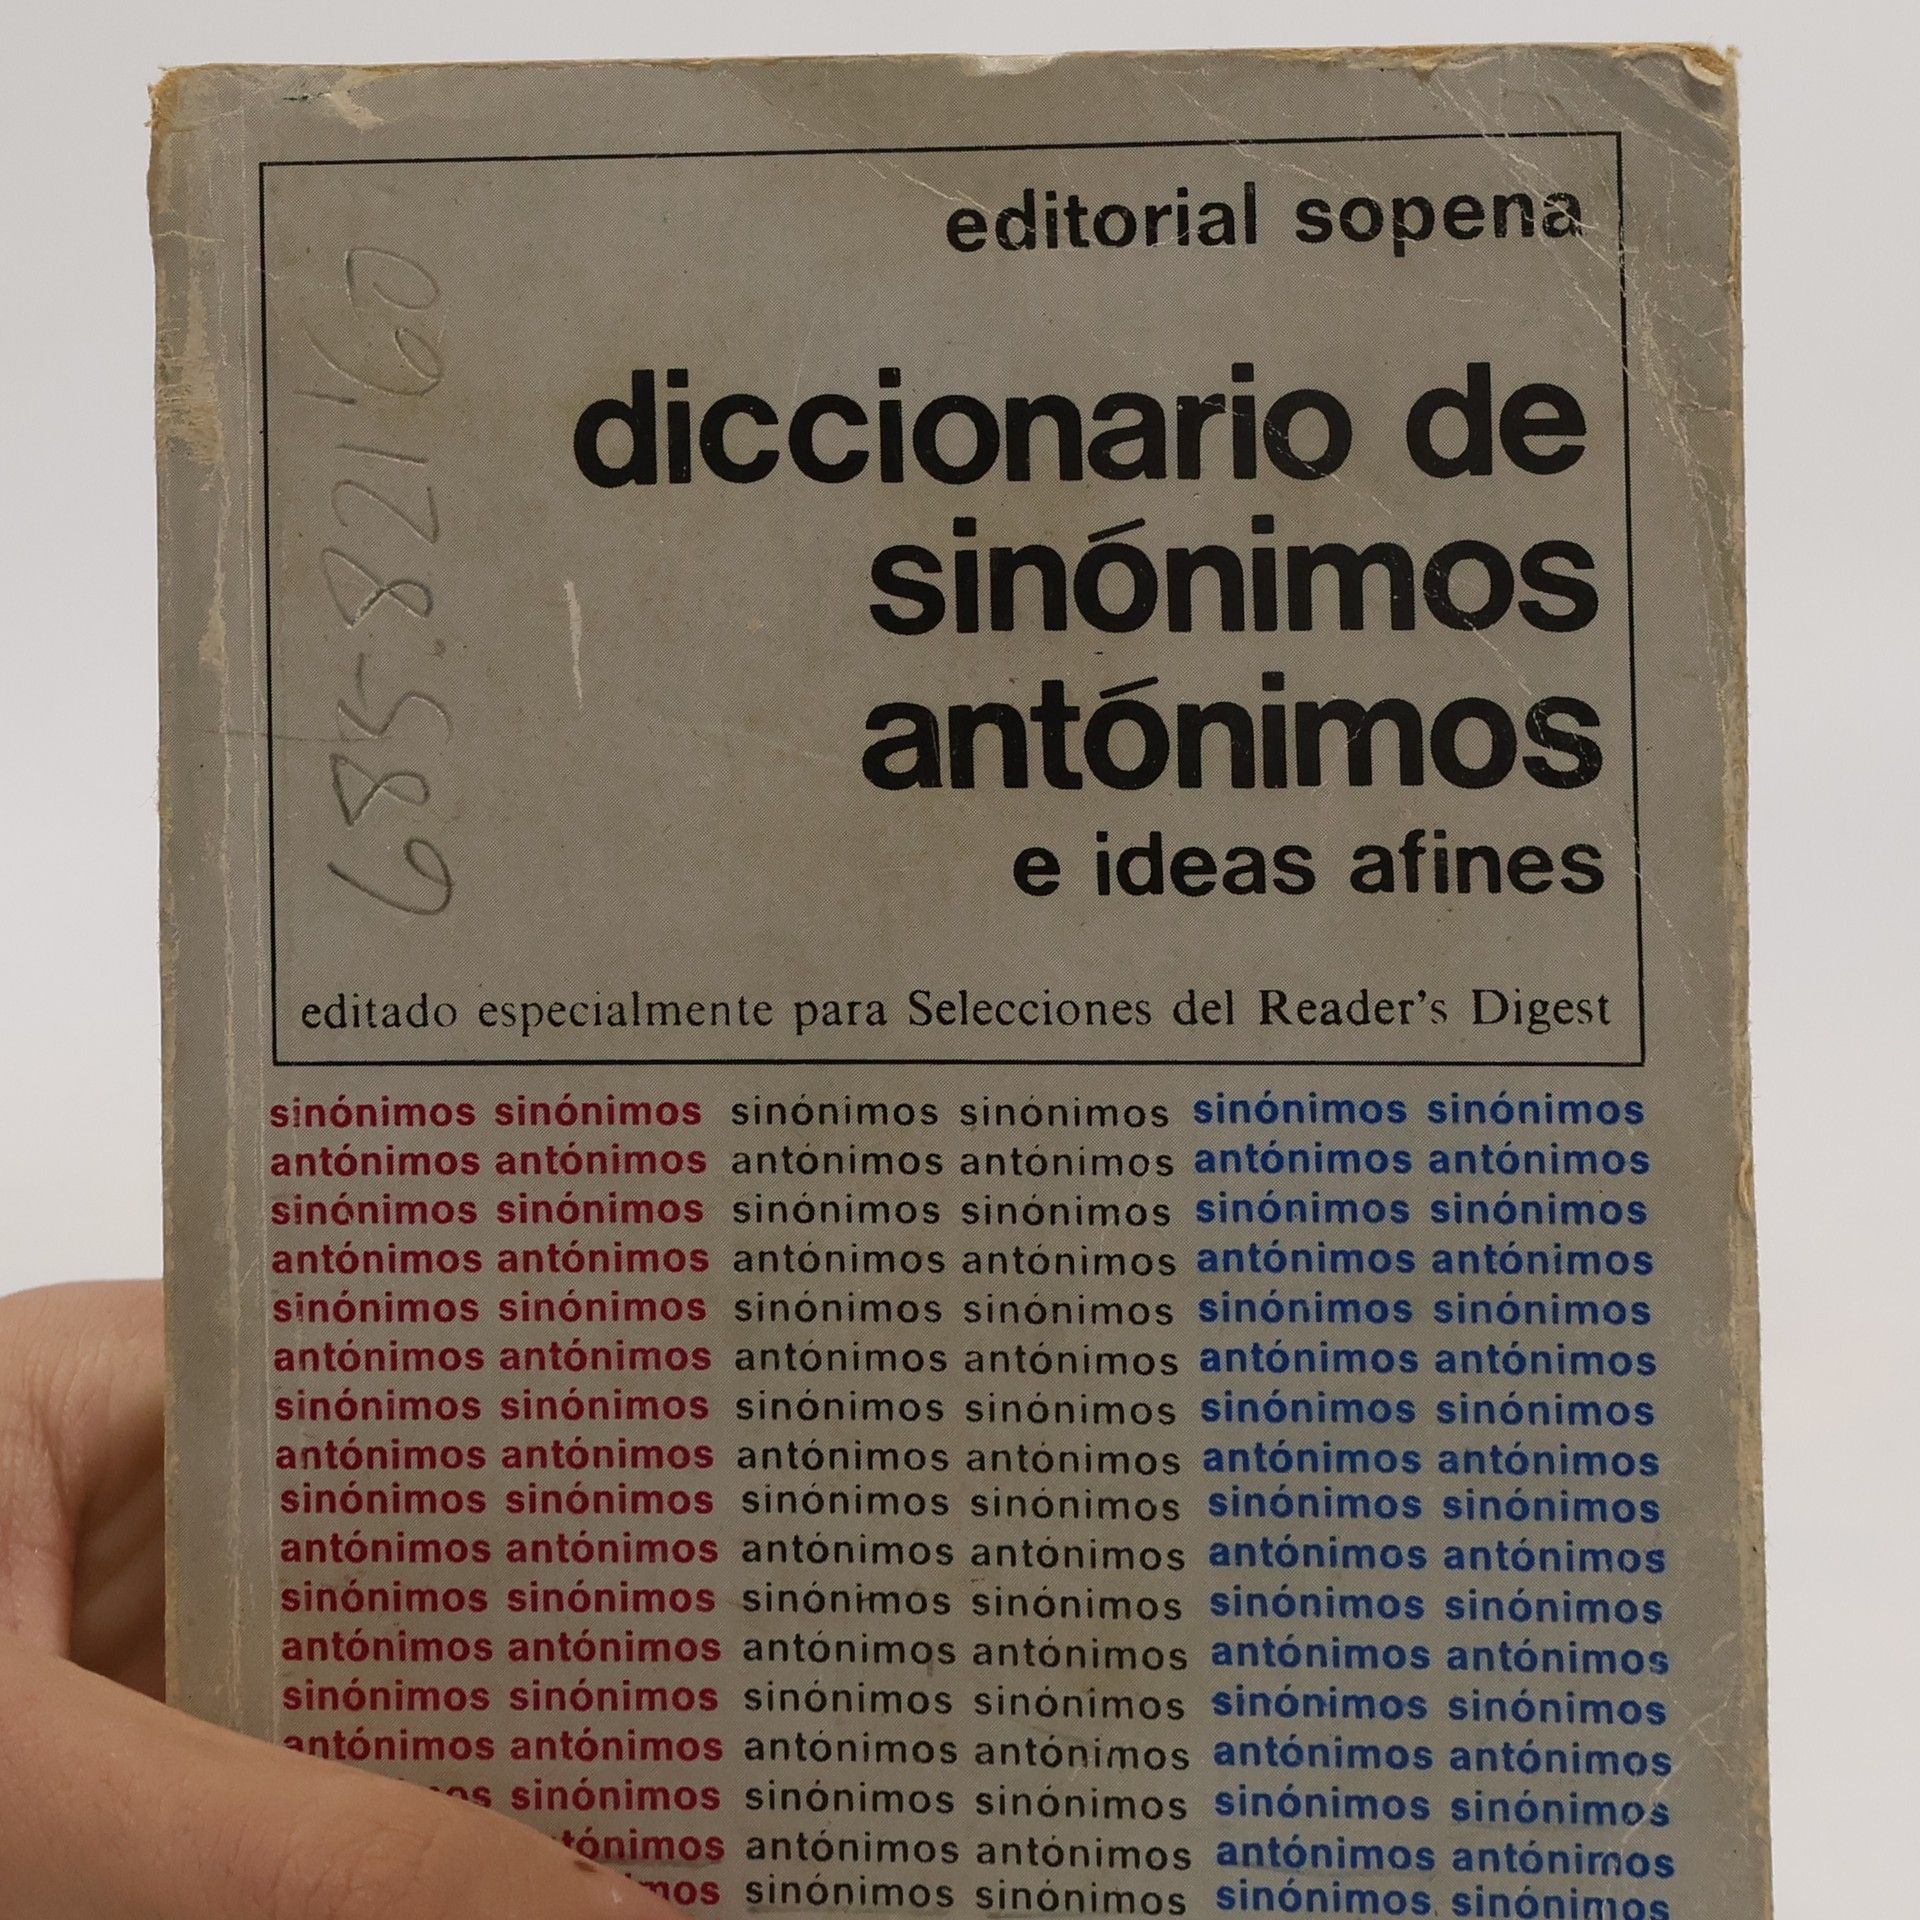 editorial sopena
diccionario de
sinónimos
antónimos
e ideas afines
editado especialmente para Selecciones del Reader's Digest
685.821'60
sinónimos sinónimos sinónimos sinónimos sinónimos sinónimos
antónimos antónimos antónimos antónimos antónimos antónimos
sinónimos sinónimos sinónimos sinónimos sinónimos sinónimos
antónimos antónimos antónimos antónimos antónimos antónimos
sinónimos sinónimos sinónimos sinónimos sinónimos sinónimos
antónimos antónimos antónimos antónimos antónimos antónimos
sinónimos sinónimos sinónimos sinónimos sinónimos sinónimos
antónimos antónimos antónimos antónimos antónimos antónimos
sinónimos sinónimos sinónimos sinónimos sinónimos sinónimos
antónimos antónimos antónimos antónimos antónimos antónimos
sinónimos sinónimos sinónimos sinónimos sinónimos sinónimos
antónimos antónimos antónimos antónimos antónimos antónimos
sinónimos sinónimos sinónimos sinónimos sinónimos sinónimos
antónimos antónimos antónimos antónimos antónimos antónimos
sinónimos sinónimos sinónimos sinónimos sinónimos
antónimos antónimos antónimos antónimos
sinónimos sinónimos sinónimos sinónimos